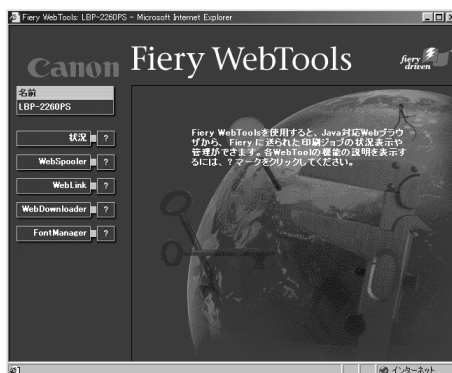 Fiery WebTools: LBP-2260PS - Microsoft Internet Explorer
Canon
Fiery WebTools
fiery driven
名前
LBP-2260PS
状況 ?
WebSpooler ?
WebLink ?
WebDownloader ?
FontManager ?
Fiery WebToolsを使用すると、Java対応Webブラウ
ザから、Fiery に送られた印刷ジョブの状況表示や
管理ができます。各WebToolの機能の説明を表示す
るには、? マークをクリックしてください。
インターネット